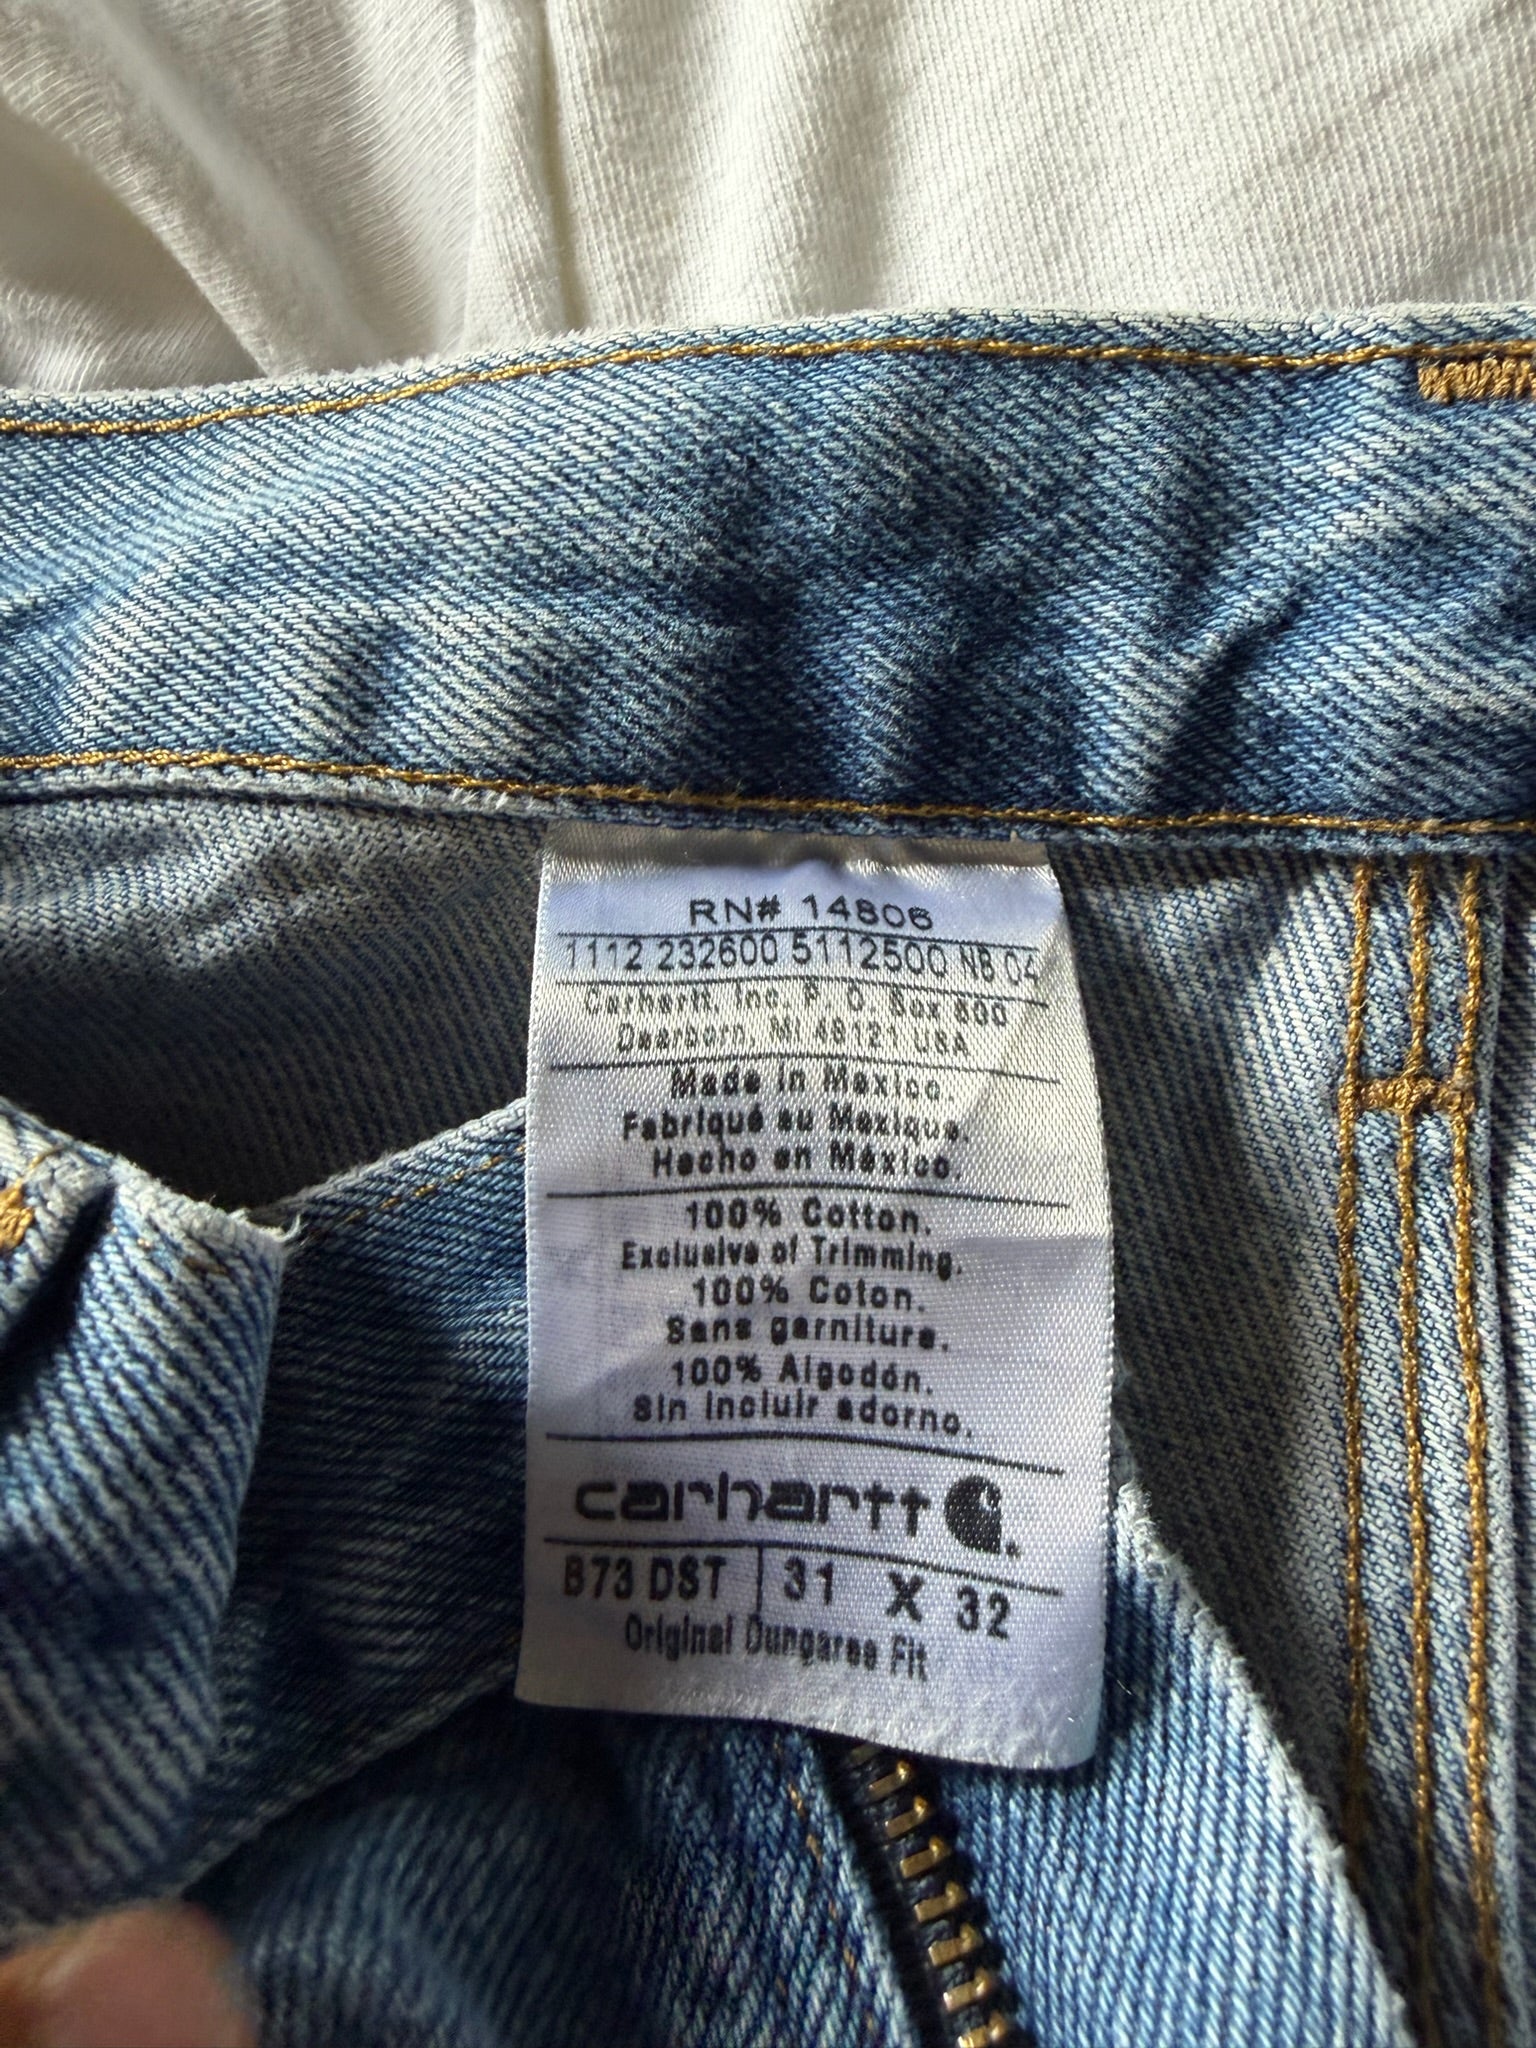 RN# 14806
1112 232600 5112500 NB 04
Carhartt, Inc. P. O. Box 600
Dearborn, MI 48121 USA
Made in Mexico.
Fabriqué au Mexique.
Hecho en México.
100% Cotton.
Exclusive of Trimming.
100% Coton.
Sans garniture.
100% Algodón.
Sin incluir adorno.
carhartt
B73 DST 31 X 32
Original Dungaree Fit